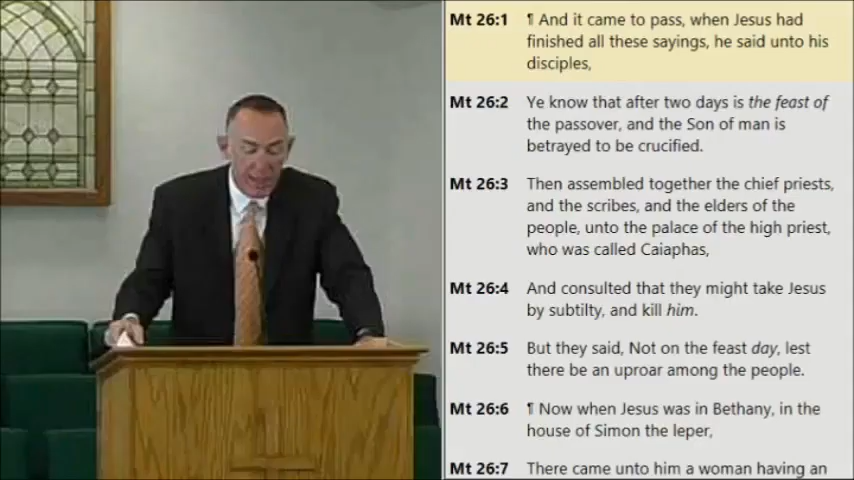 Mt 26:1 ¶ And it came to pass, when Jesus had
finished all these sayings, he said unto his
disciples,
Mt 26:2 Ye know that after two days is the feast of
the passover, and the Son of man is
betrayed to be crucified.
Mt 26:3 Then assembled together the chief priests,
and the scribes, and the elders of the
people, unto the palace of the high priest,
who was called Caiaphas,
Mt 26:4 And consulted that they might take Jesus
by subtilty, and kill him.
Mt 26:5 But they said, Not on the feast day, lest
there be an uproar among the people.
Mt 26:6 ¶ Now when Jesus was in Bethany, in the
house of Simon the leper,
Mt 26:7 There came unto him a woman having an